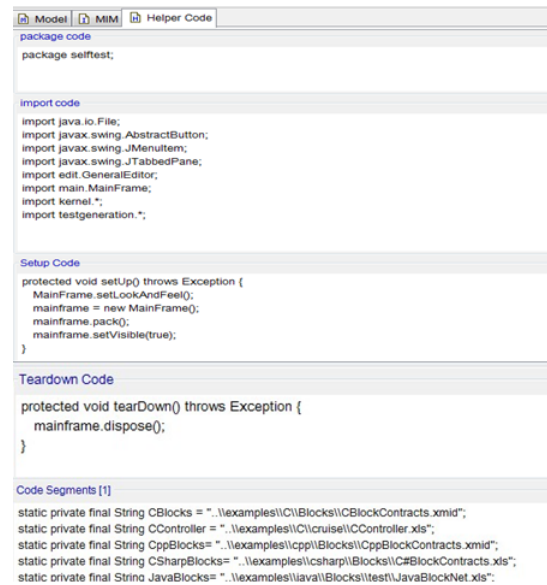 Model MIM Helper Code
package code
package selftest;
import code
import java.io.File;
import javax.swing.AbstractButton;
import javax.swing.JMenuItem;
import javax.swing.JTabbedPane;
import edit.GeneralEditor;
import main.MainFrame;
import kernel.*;
import testgeneration.*;
Setup Code
protected void setUp() throws Exception {
MainFrame.setLookAndFeel();
mainframe = new MainFrame();
mainframe.pack();
mainframe.setVisible(true);
}
Teardown Code
protected void tearDown() throws Exception {
mainframe.dispose();
}
Code Segments [1]
static private final String CBlocks = "..\\examples\\C\\Blocks\\CBlockContracts.xmid";
static private final String CController = "..\\examples\\C\\cruise\\CController.xls";
static private final String CppBlocks= "..\\examples\\cpp\\Blocks\\CppBlockContracts.xmid";
static private final String CSharpBlocks= "..\\examples\\csharp\\Blocks\\C#BlockContracts.xls";
static private final String JavaBlocks= "..\\examples\\java\\Blocks\\test\\JavaBlockNet.xls";